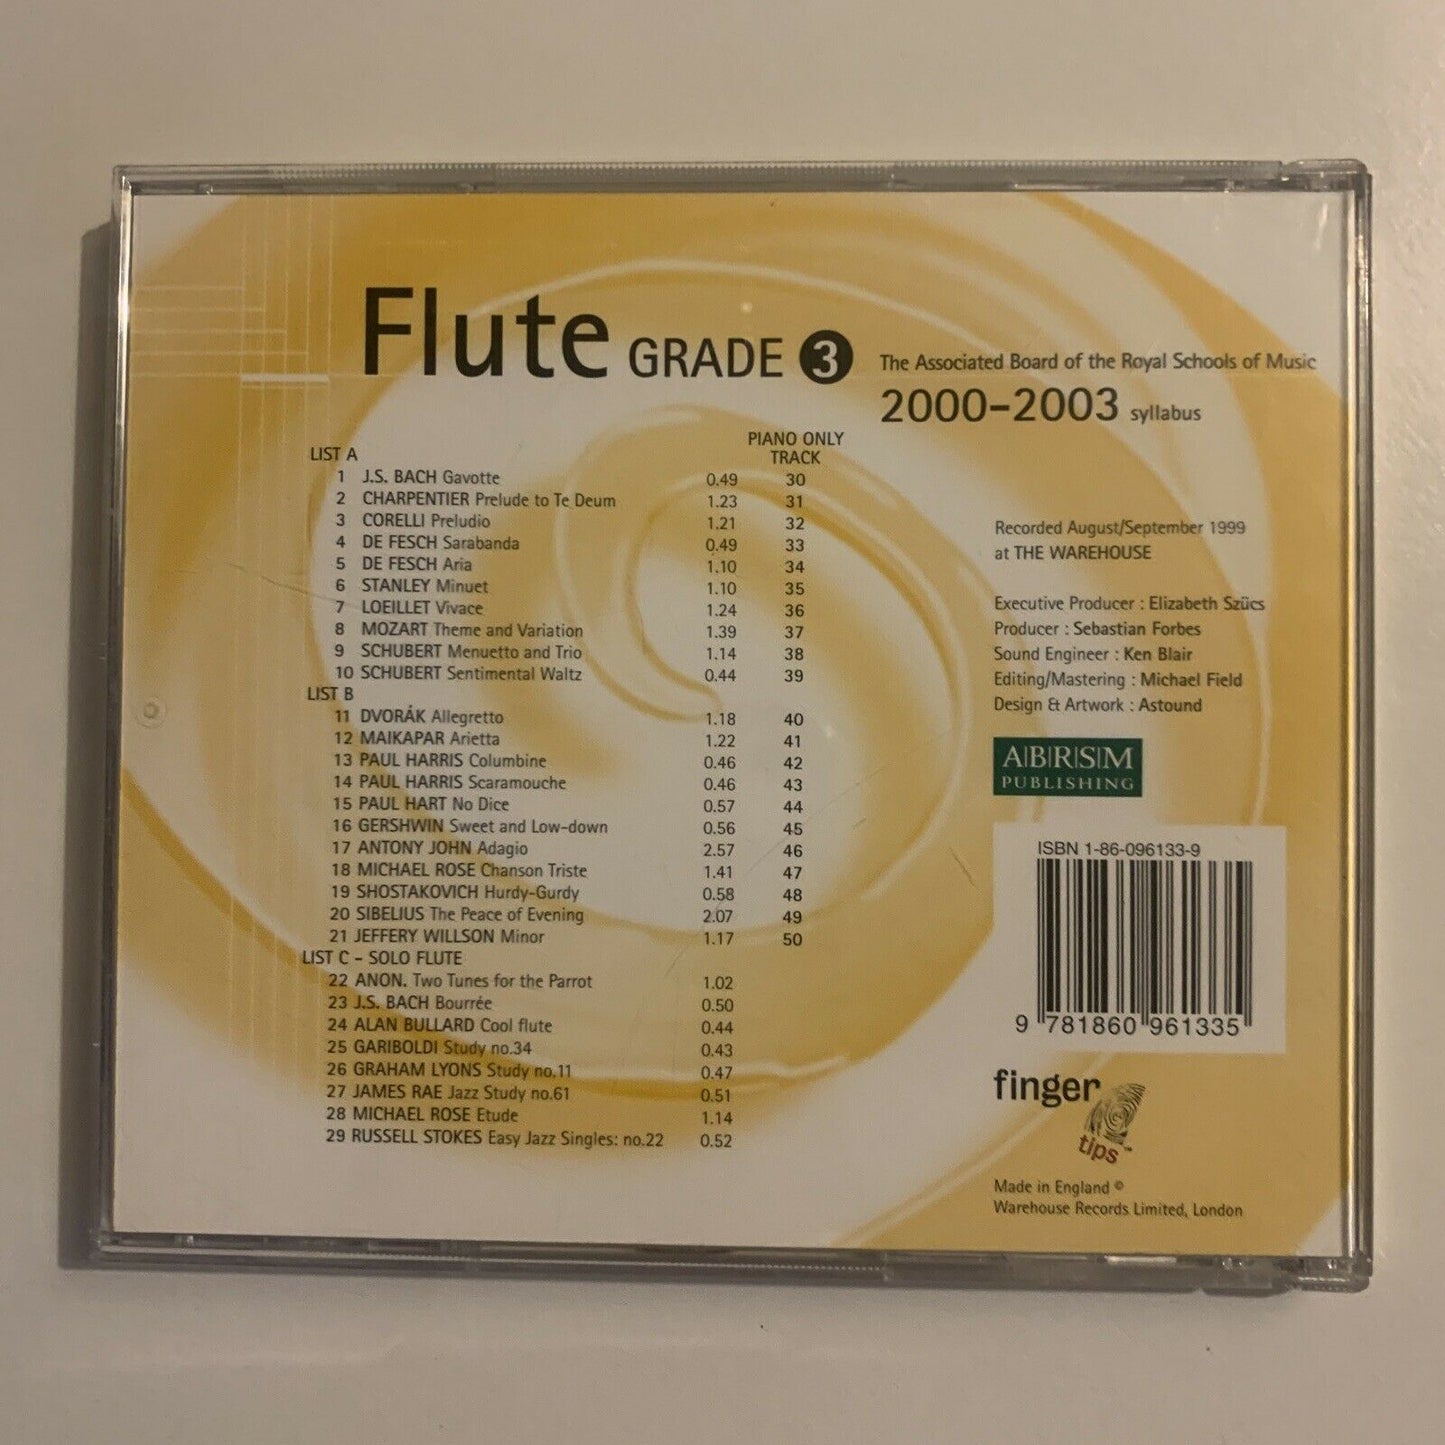 Flute GRADE 3
The Associated Board of the Royal Schools of Music
2000-2003 syllabus
PIANO ONLY
TRACK
LIST A
1 J.S. BACH Gavotte 0.49 30
2 CHARPENTIER Prelude to Te Deum 1.23 31
3 CORELLI Preludio 1.21 32
4 DE FESCH Sarabanda 0.49 33
5 DE FESCH Aria 1.10 34
6 STANLEY Minuet 1.10 35
7 LOEILLET Vivace 1.24 36
8 MOZART Theme and Variation 1.39 37
9 SCHUBERT Menuetto and Trio 1.14 38
10 SCHUBERT Sentimental Waltz 0.44 39
LIST B
11 DVORÁK Allegretto 1.18 40
12 MAIKAPAR Arietta 1.22 41
13 PAUL HARRIS Columbine 0.46 42
14 PAUL HARRIS Scaramouche 0.46 43
15 PAUL HART No Dice 0.57 44
16 GERSHWIN Sweet and Low-down 0.56 45
17 ANTONY JOHN Adagio 2.57 46
18 MICHAEL ROSE Chanson Triste 1.41 47
19 SHOSTAKOVICH Hurdy-Gurdy 0.58 48
20 SIBELIUS The Peace of Evening 2.07 49
21 JEFFERY WILLSON Minor 1.17 50
LIST C - SOLO FLUTE
22 ANON. Two Tunes for the Parrot 1.02
23 J.S. BACH Bourrée 0.50
24 ALAN BULLARD Cool flute 0.44
25 GARIBOLDI Study no.34 0.43
26 GRAHAM LYONS Study no.11 0.47
27 JAMES RAE Jazz Study no.61 0.51
28 MICHAEL ROSE Etude 1.14
29 RUSSELL STOKES Easy Jazz Singles: no.22 0.52
Recorded August/September 1999
at THE WAREHOUSE
Executive Producer : Elizabeth Szücs
Producer : Sebastian Forbes
Sound Engineer : Ken Blair
Editing/Mastering : Michael Field
Design & Artwork : Astound
A|B|R|S|M
PUBLISHING
ISBN 1-86-096133-9
9 781860 961335
finger
tips™
Made in England ©
Warehouse Records Limited, London